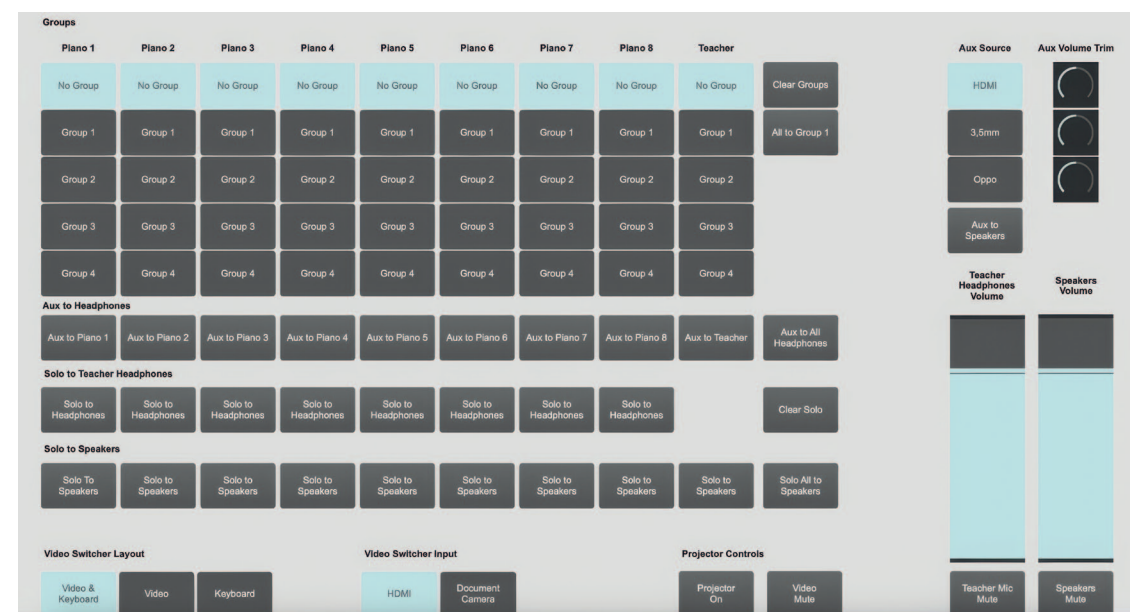 Groups
Piano 1 Piano 2 Piano 3 Piano 4 Piano 5 Piano 6 Piano 7 Piano 8 Teacher Aux Source Aux Volume Trim
No Group No Group No Group No Group No Group No Group No Group No Group No Group Clear Groups HDMI
Group 1 Group 1 Group 1 Group 1 Group 1 Group 1 Group 1 Group 1 Group 1 All to Group 1 3,5mm
Group 2 Group 2 Group 2 Group 2 Group 2 Group 2 Group 2 Group 2 Group 2 Oppo
Group 3 Group 3 Group 3 Group 3 Group 3 Group 3 Group 3 Group 3 Group 3 Aux to
Speakers
Group 4 Group 4 Group 4 Group 4 Group 4 Group 4 Group 4 Group 4 Group 4
Teacher
Headphones
Volume
Speakers
Volume
Aux to Headphones
Aux to Piano 1 Aux to Piano 2 Aux to Piano 3 Aux to Piano 4 Aux to Piano 5 Aux to Piano 6 Aux to Piano 7 Aux to Piano 8 Aux to Teacher Aux to All
Headphones
Solo to Teacher Headphones
Solo to Solo to Solo to Solo to Solo to Solo to Solo to Solo to
Headphones Headphones Headphones Headphones Headphones Headphones Headphones Headphones
Clear Solo
Solo to Speakers
Solo To Solo to Solo to Solo to Solo to Solo to Solo to Solo to Solo to Solo All to
Speakers Speakers Speakers Speakers Speakers Speakers Speakers Speakers Speakers Speakers
Video Switcher Layout Video Switcher Input Projector Controls
Video &
Keyboard
Video
Keyboard
HDMI
Document
Camera
Projector
On
Video
Mute
Teacher Mic
Mute
Speakers
Mute